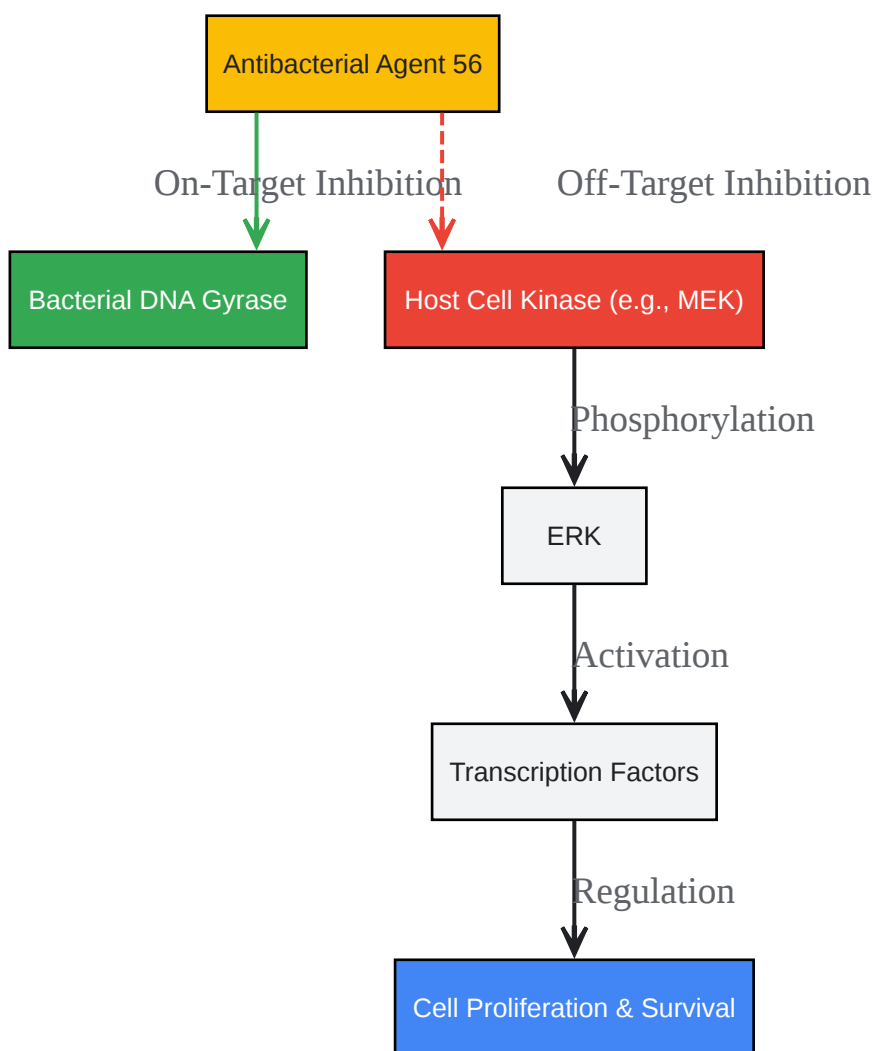 Antibacterial Agent 56
On-Target Inhibition
Off-Target Inhibition
Bacterial DNA Gyrase
Host Cell Kinase (e.g., MEK)
Phosphorylation
ERK
Activation
Transcription Factors
Regulation
Cell Proliferation & Survival